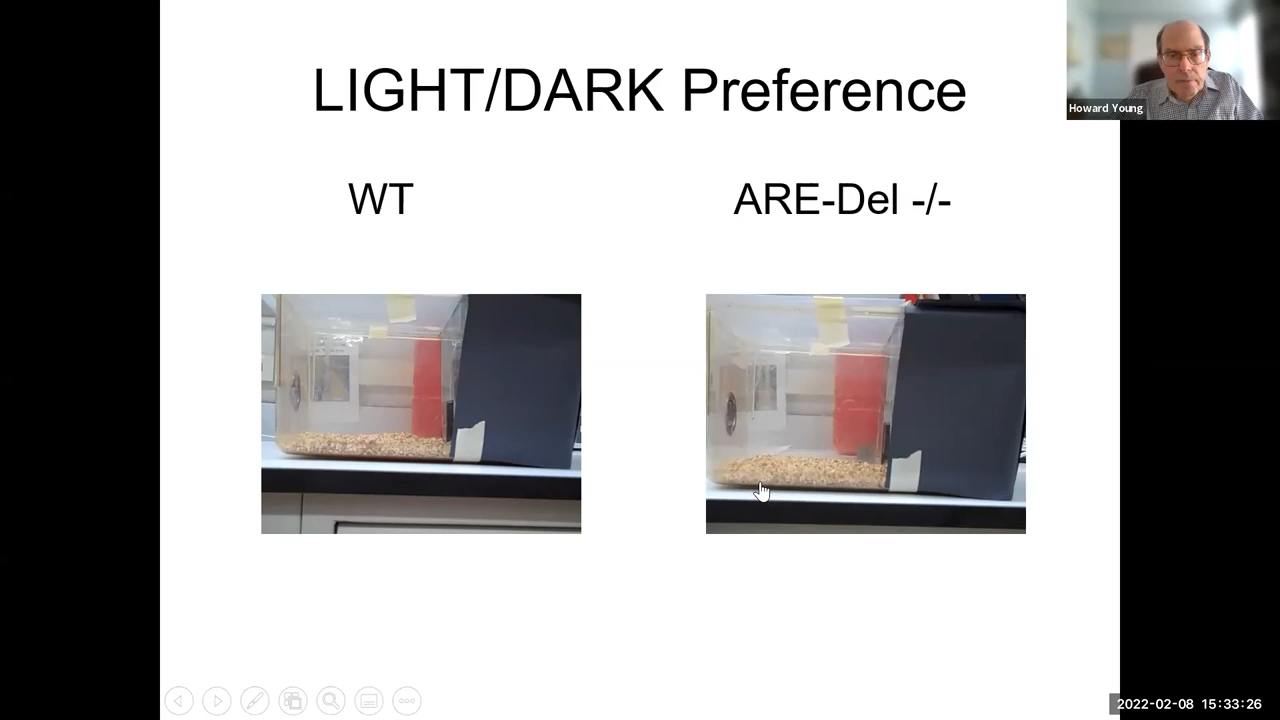 LIGHT/DARK Preference
Howard Young
WT
ARE-Del -/-
2022-02-08 15:33:26